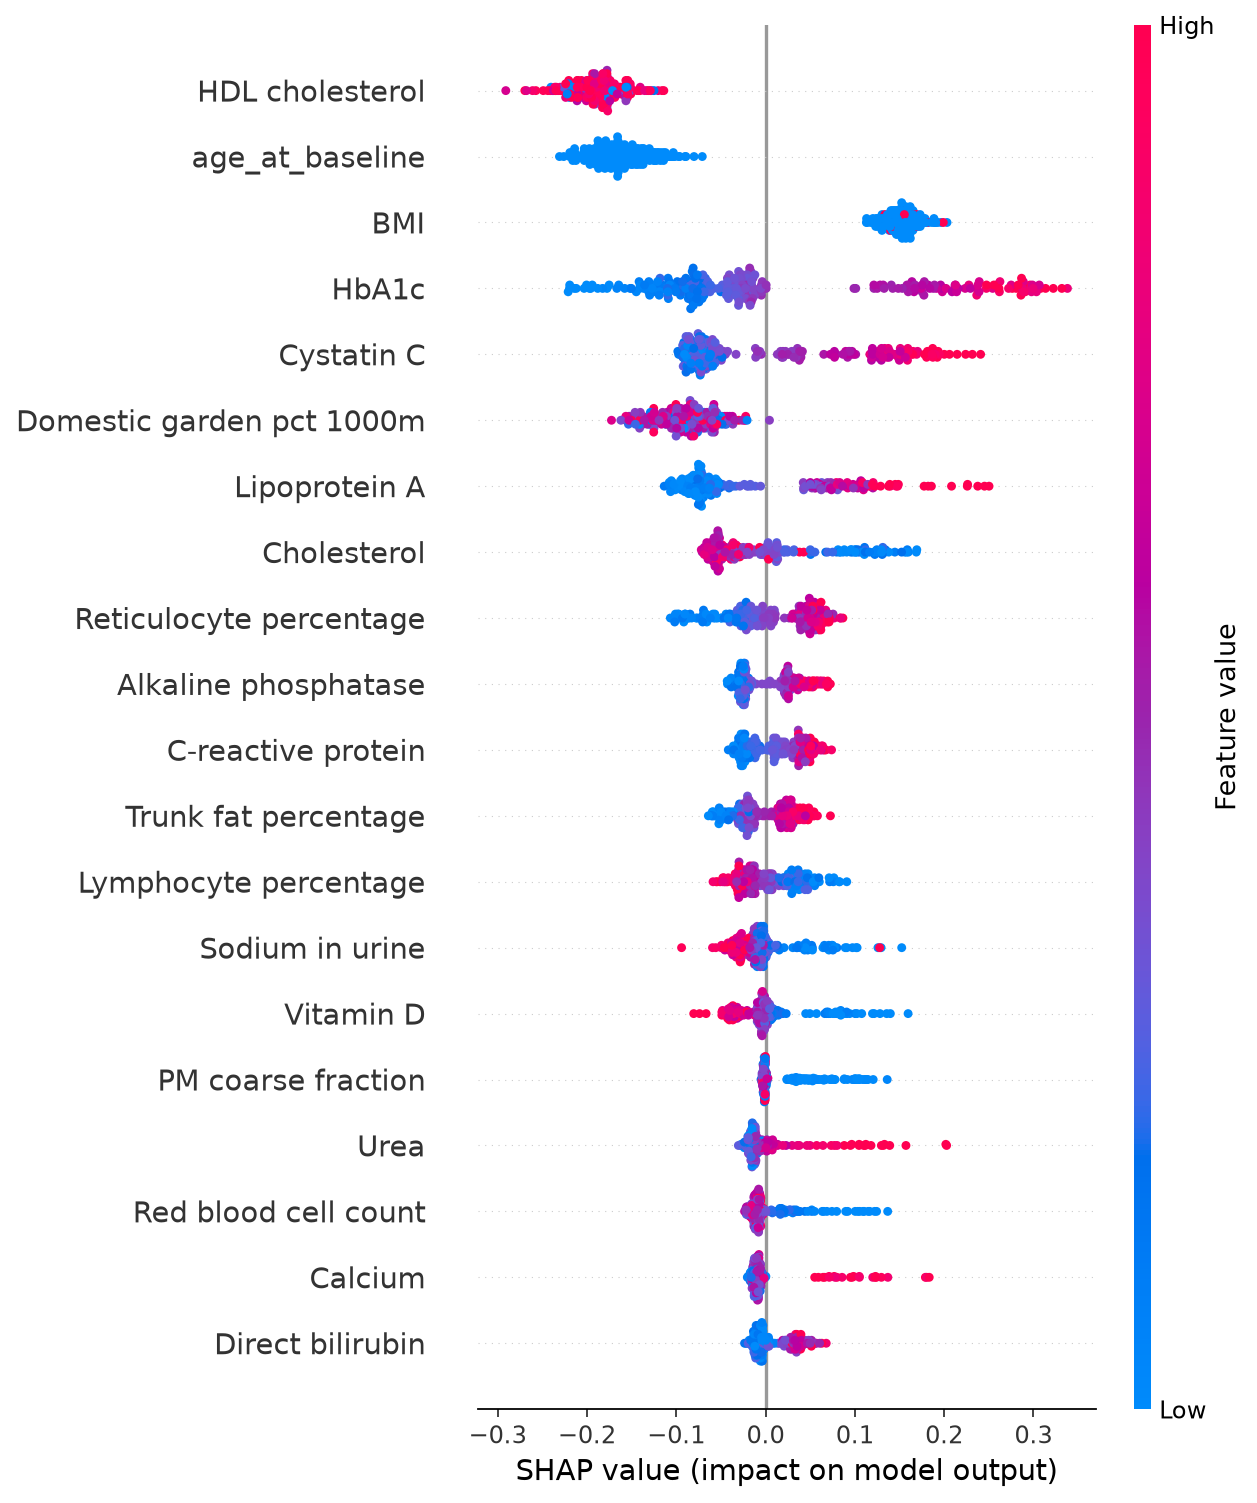 High
HDL cholesterol
age_at_baseline
BMI
HbA1c
Cystatin C
Domestic garden pct 1000m
Lipoprotein A
Cholesterol
Reticulocyte percentage
Alkaline phosphatase
C-reactive protein
Trunk fat percentage
Lymphocyte percentage
Sodium in urine
Vitamin D
PM coarse fraction
Urea
Red blood cell count
Calcium
Direct bilirubin
Feature value
Low
−0.3 −0.2 −0.1 0.0 0.1 0.2 0.3
SHAP value (impact on model output)